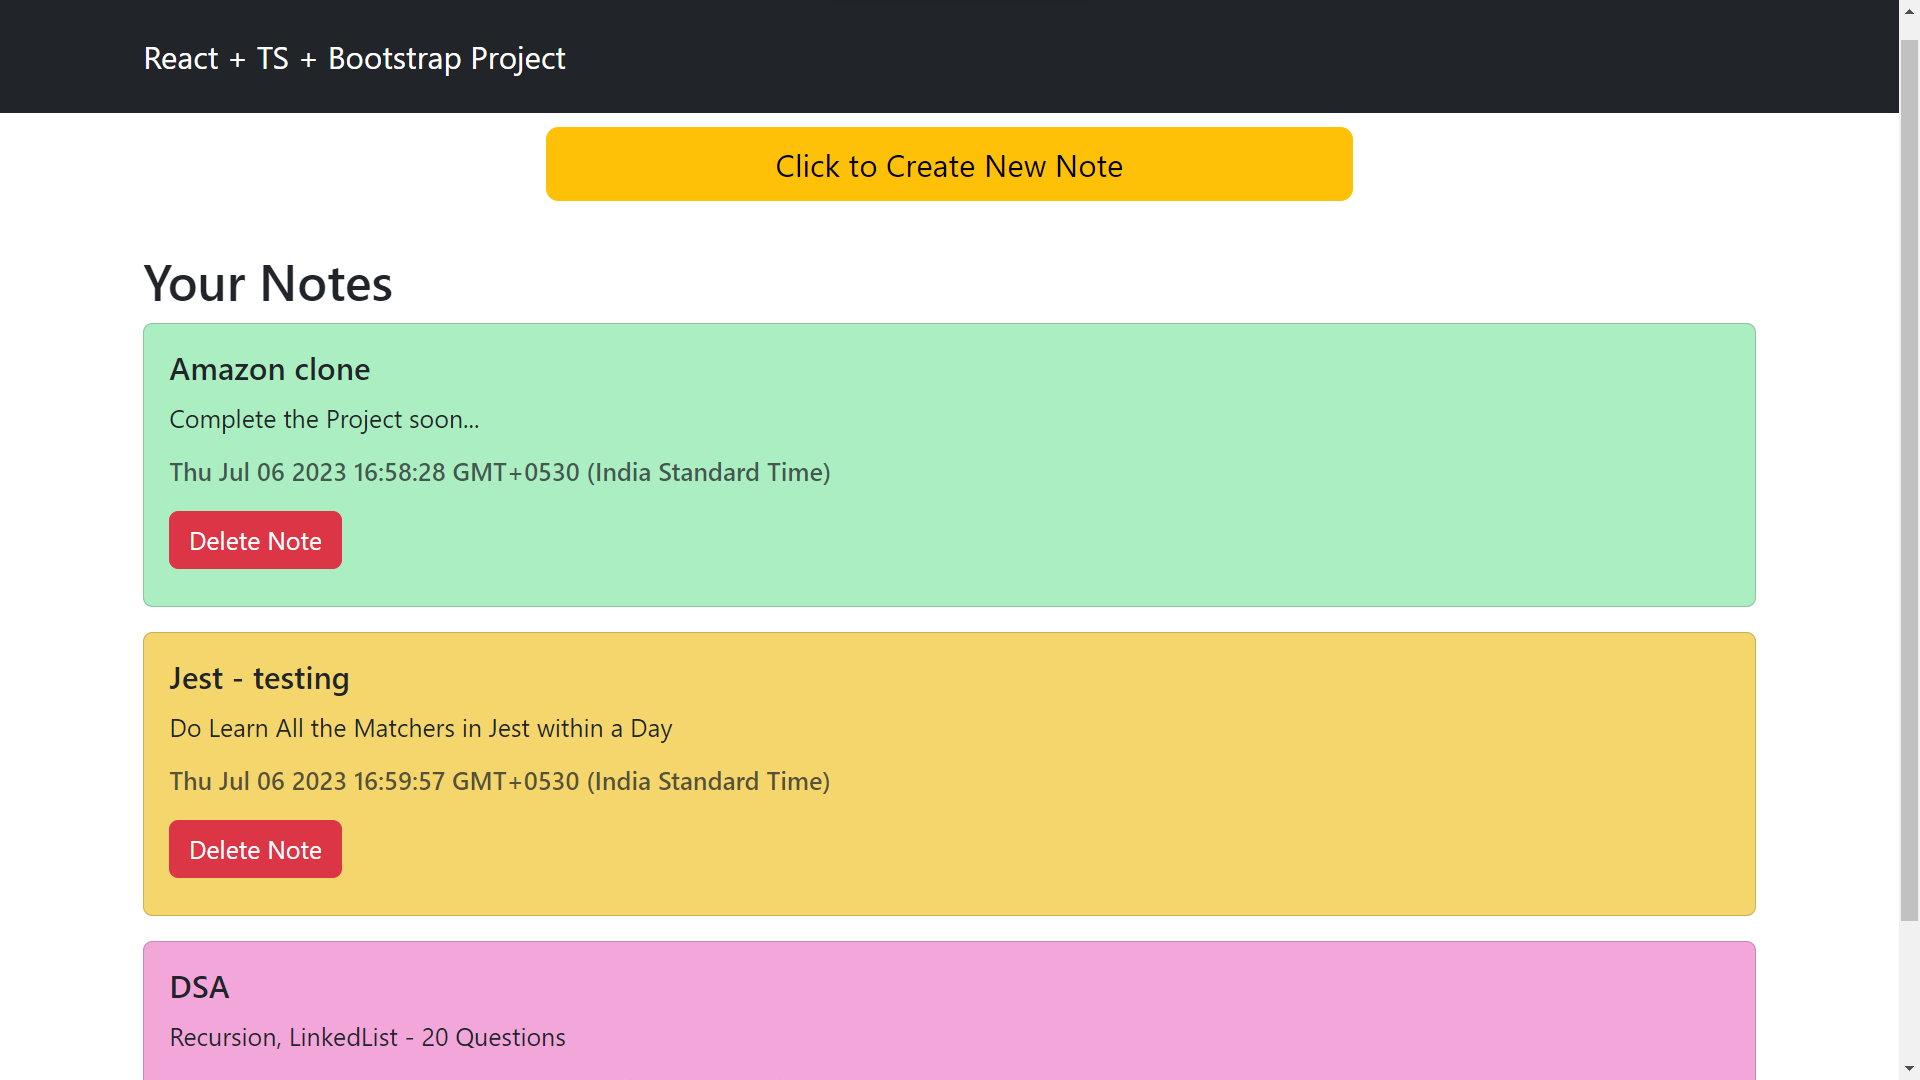 React + TS + Bootstrap Project
Click to Create New Note
Your Notes
Amazon clone
Complete the Project soon...
Thu Jul 06 2023 16:58:28 GMT+0530 (India Standard Time)
Delete Note
Jest - testing
Do Learn All the Matchers in Jest within a Day
Thu Jul 06 2023 16:59:57 GMT+0530 (India Standard Time)
Delete Note
DSA
Recursion, LinkedList - 20 Questions